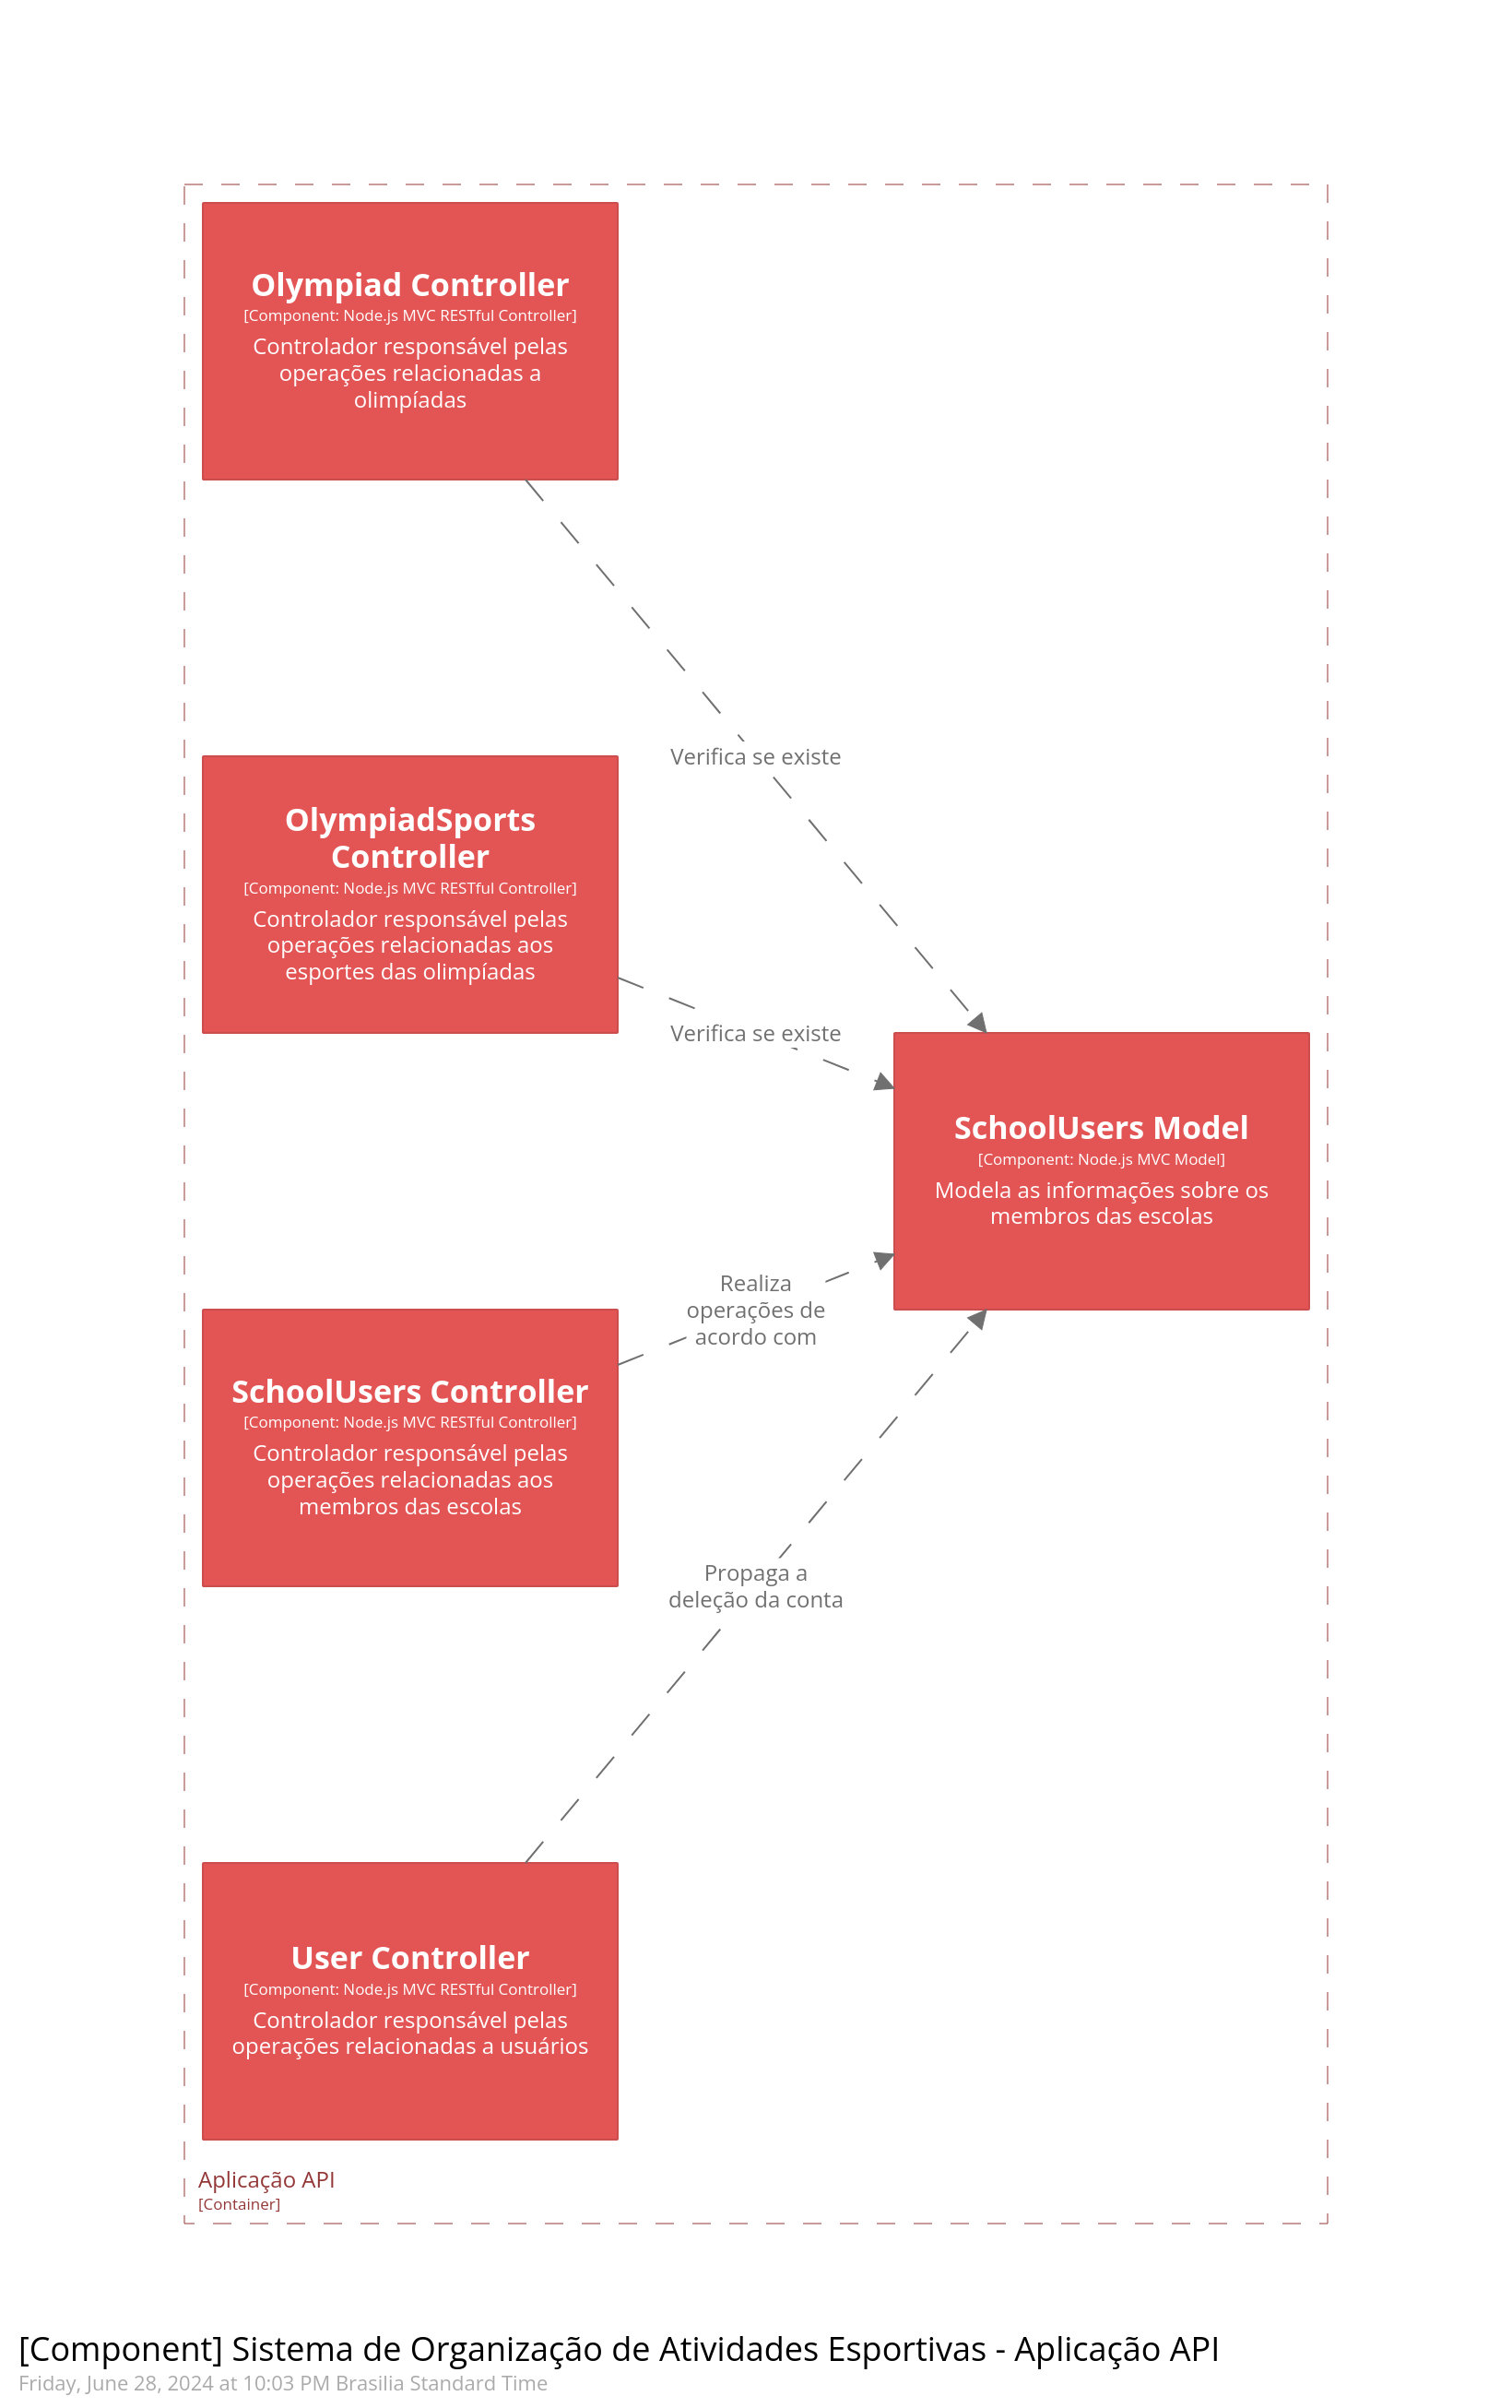 Olympiad Controller
[Component: Node.js MVC RESTful Controller]
Controlador responsável pelas
operações relacionadas a
olimpíadas
Verifica se existe
OlympiadSports
Controller
[Component: Node.js MVC RESTful Controller]
Controlador responsável pelas
operações relacionadas aos
esportes das olimpíadas
Verifica se existe
SchoolUsers Model
[Component: Node.js MVC Model]
Modela as informações sobre os
membros das escolas
Realiza
operações de
acordo com
SchoolUsers Controller
[Component: Node.js MVC RESTful Controller]
Controlador responsável pelas
operações relacionadas aos
membros das escolas
Propaga a
deleção da conta
User Controller
[Component: Node.js MVC RESTful Controller]
Controlador responsável pelas
operações relacionadas a usuários
Aplicação API
[Container]
[Component] Sistema de Organização de Atividades Esportivas - Aplicação API
Friday, June 28, 2024 at 10:03 PM Brasilia Standard Time